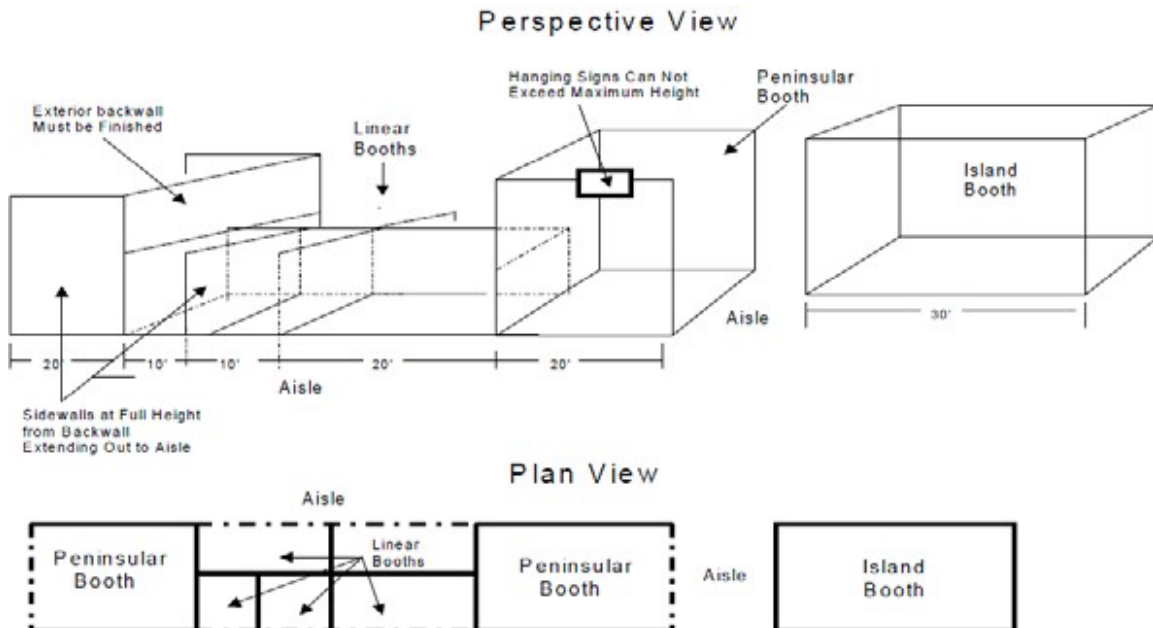 Perspective View
Hanging Signs Can Not
Exceed Maximum Height
Peninsular
Booth
Exterior backwall
Must be Finished
Linear
Booths
Island
Booth
Aisle
30'
20'
10'
10'
20'
20'
Aisle
Sidewalls at Full Height
from Backwall
Extending Out to Aisle
Plan View
Aisle
Peninsular
Booth
Linear
Booths
Peninsular
Booth
Aisle
Island
Booth